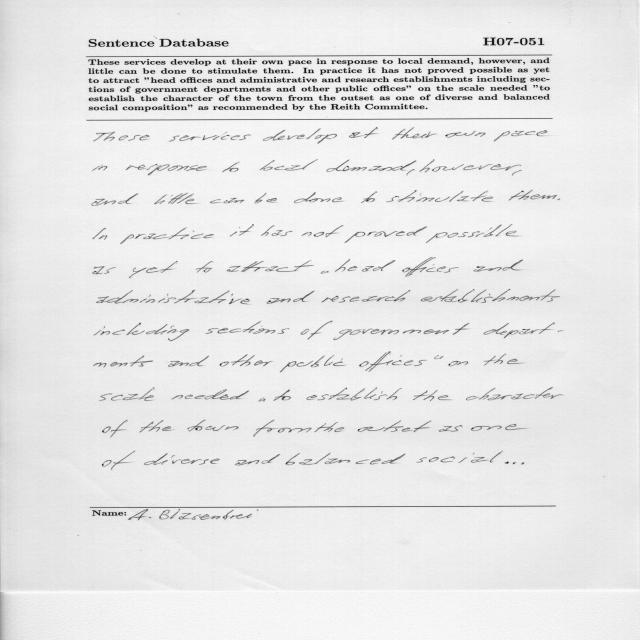 Sentence Database H07-051
These services develop at their own pace in response to local demand, however, and
little can be done to stimulate them. In practice it has not proved possible as yet
to attract "head offices and administrative and research establishments including sec-
tions of government departments and other public offices" on the scale needed "to
establish the character of the town from the outset as one of diverse and balanced
social composition" as recommended by the Reith Committee.
These services develop at their own pace
in response to local demand, however,
and little can be done to stimulate them.
In practice it has not proved possible
as yet to attract „head offices and
administrative and research establishments
including sections of government depart-
ments and other public offices“ on the
scale needed „to establish the character
of the town from the outset as one
of diverse and balanced social...
Name: A.